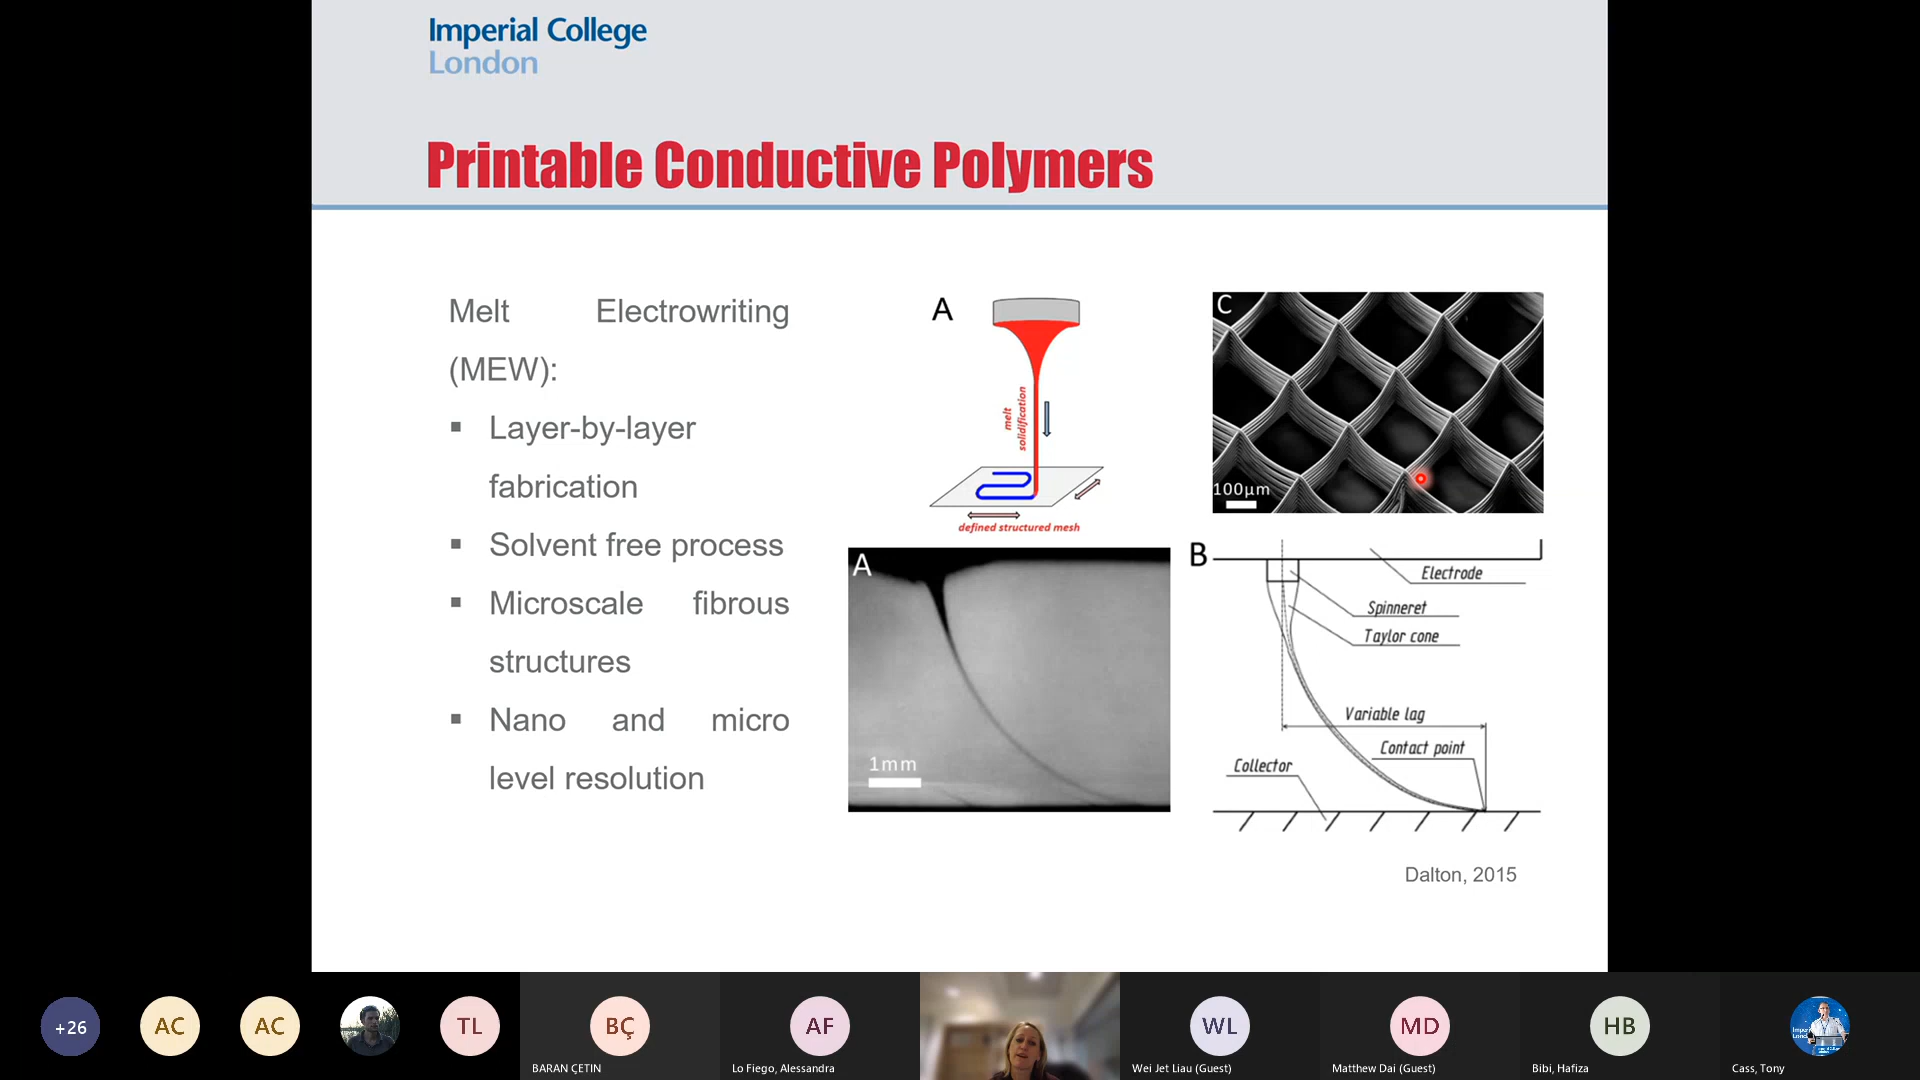 Imperial College
London
Printable Conductive Polymers
Melt Electrowriting
(MEW):
▪ Layer-by-layer
fabrication
▪ Solvent free process
▪ Microscale fibrous
structures
▪ Nano and micro
level resolution
A
melt
solidification
defined structured mesh
C
100μm
A
1mm
B
Electrode
Spinneret
Taylor cone
Variable lag
Contact point
Collector
Dalton, 2015
+26
AC
AC
TL
BÇ
BARAN ÇETIN
AF
Lo Fiego, Alessandra
WL
Wei Jet Liau (Guest)
MD
Matthew Dai (Guest)
HB
Bibi, Hafiza
Cass, Tony